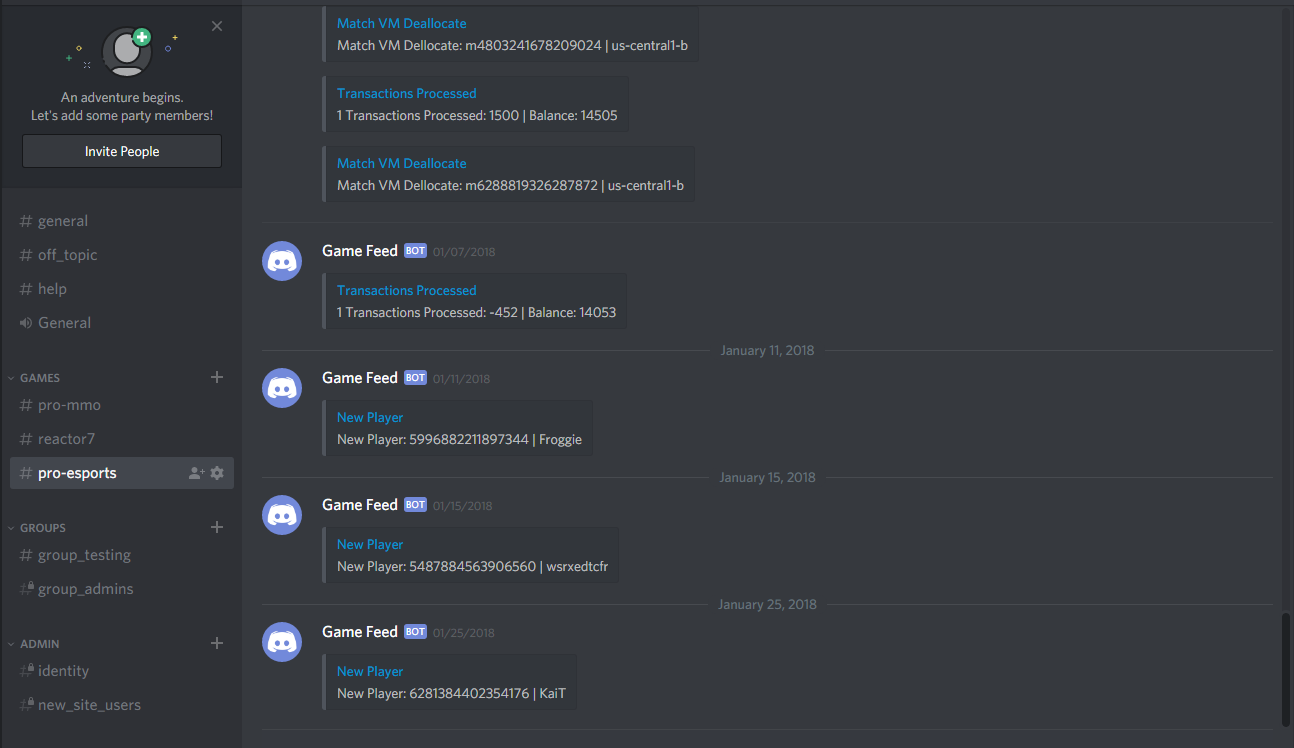 An adventure begins.
Let's add some party members!
Invite People
# general
# off_topic
# help
General
GAMES
# pro-mmo
# reactor7
# pro-esports
GROUPS
# group_testing
# group_admins
ADMIN
# identity
# new_site_users
Match VM Deallocate
Match VM Dellocate: m4803241678209024 | us-central1-b
Transactions Processed
1 Transactions Processed: 1500 | Balance: 14505
Match VM Deallocate
Match VM Dellocate: m6288819326287872 | us-central1-b
Game Feed BOT 01/07/2018
Transactions Processed
1 Transactions Processed: -452 | Balance: 14053
January 11, 2018
Game Feed BOT 01/11/2018
New Player
New Player: 5996882211897344 | Froggie
January 15, 2018
Game Feed BOT 01/15/2018
New Player
New Player: 5487884563906560 | wsrxedtcfr
January 25, 2018
Game Feed BOT 01/25/2018
New Player
New Player: 6281384402354176 | KaiT